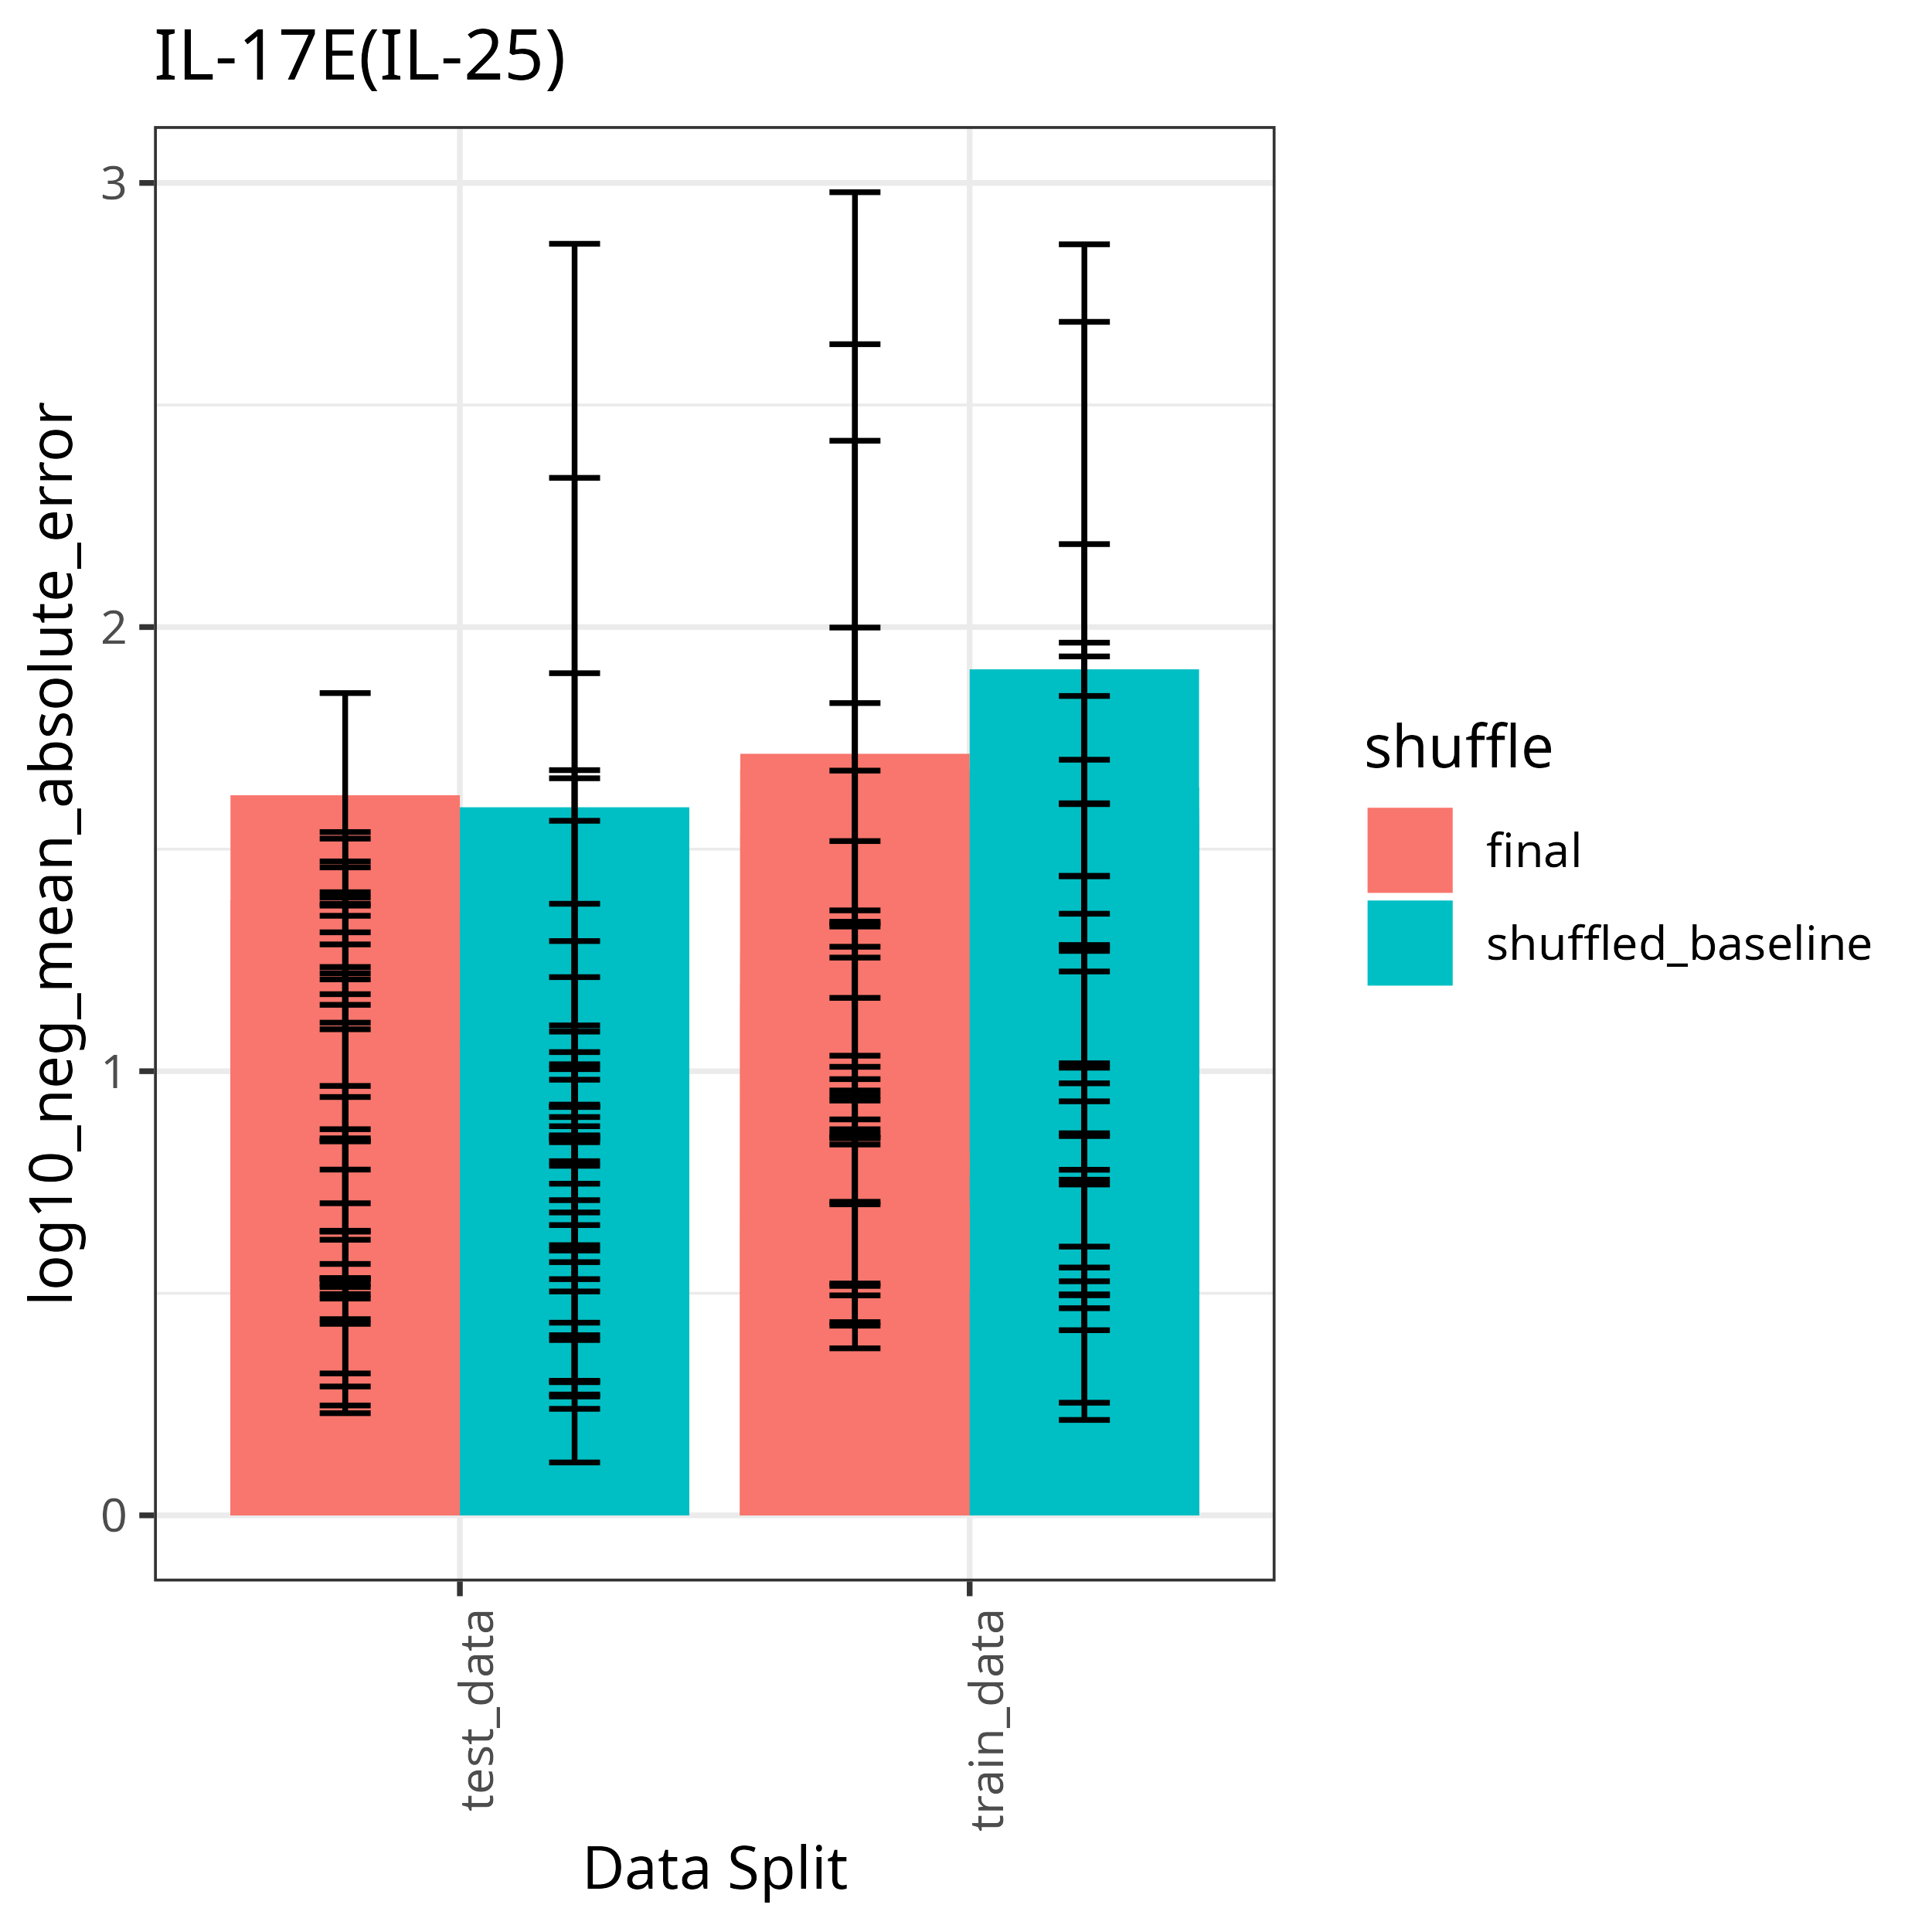 IL-17E(IL-25)
log10_neg_mean_absolute_error
3
2
1
0
test_data
train_data
Data Split
shuffle
final
shuffled_baseline